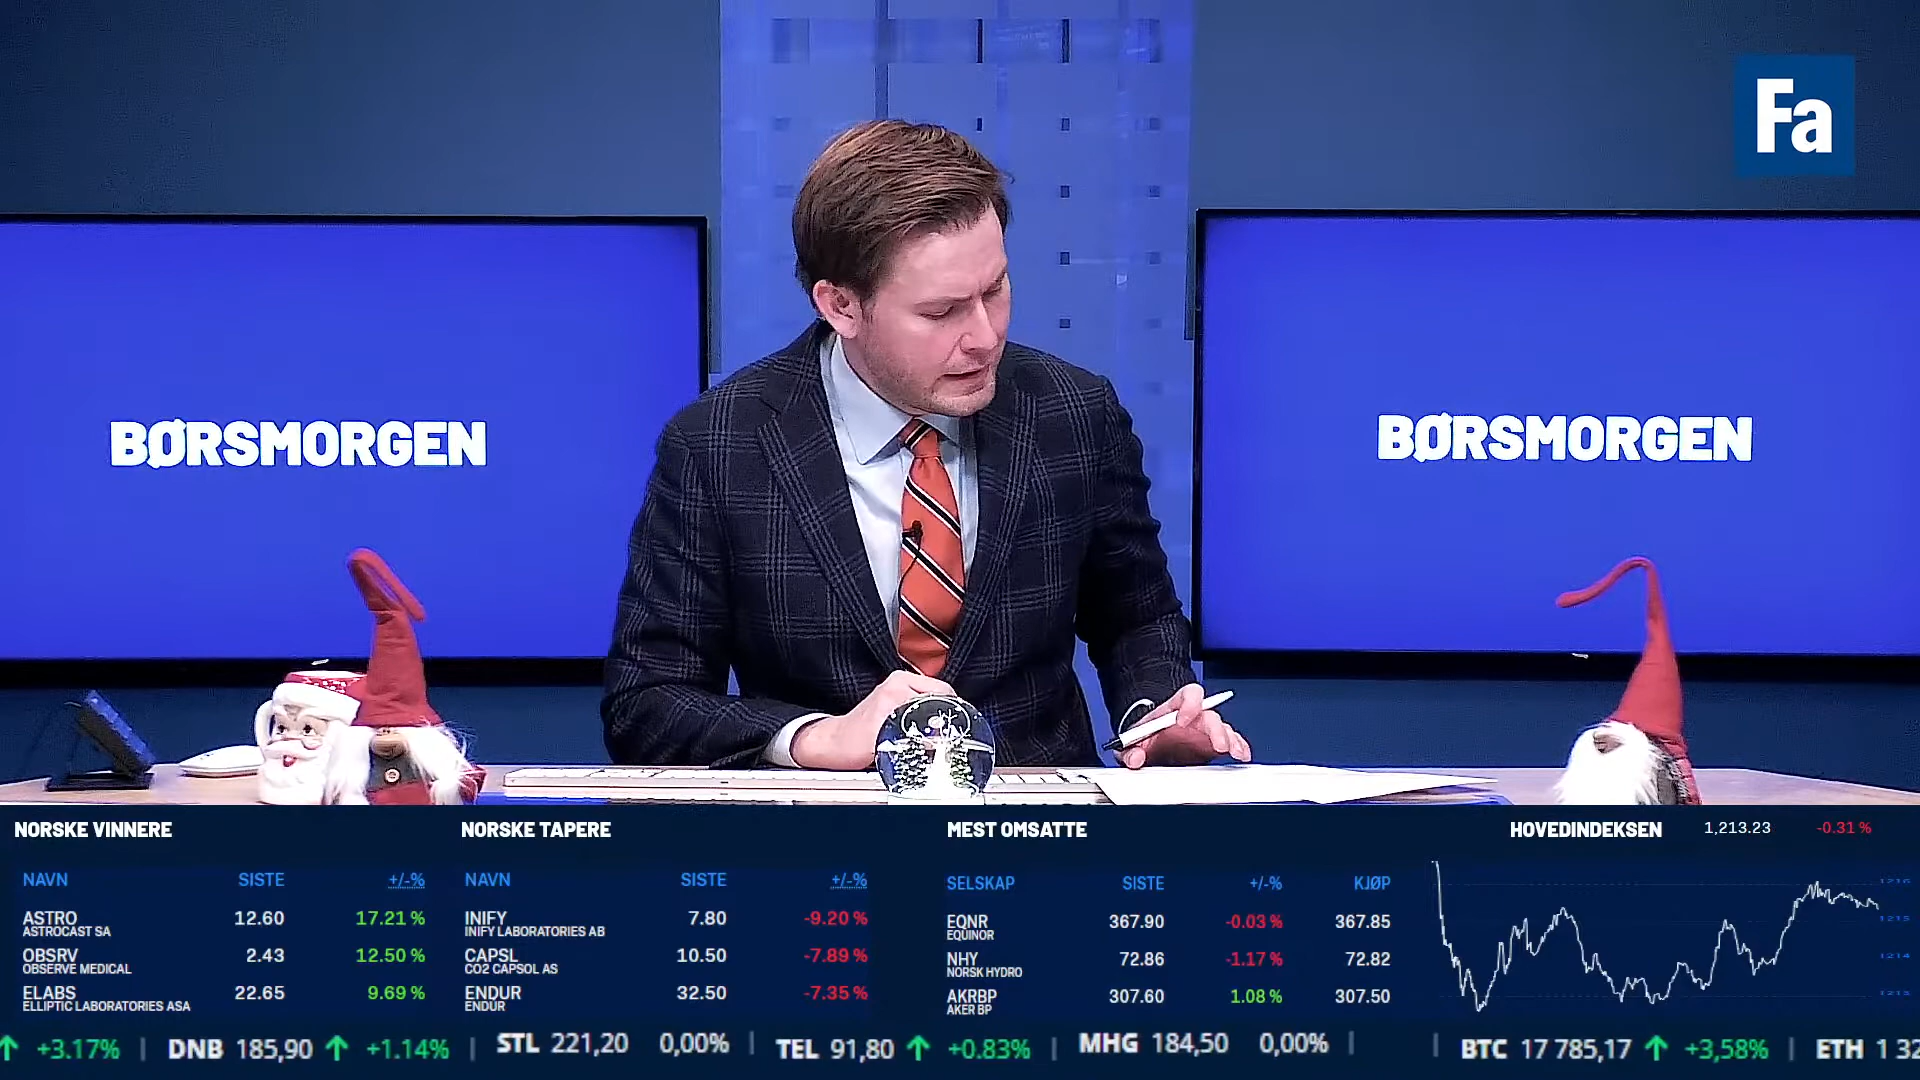 Fa
BØRSMORGEN
BØRSMORGEN
NORSKE VINNERE
NAVN SISTE +/-%
ASTRO 12.60 17.21 %
ASTROCAST SA
OBSRV 2.43 12.50 %
OBSERVE MEDICAL
ELABS 22.65 9.69 %
ELLIPTIC LABORATORIES ASA
NORSKE TAPERE
NAVN SISTE +/-%
INIFY 7.80 -9.20 %
INIFY LABORATORIES AB
CAPSL 10.50 -7.89 %
CO2 CAPSOL AS
ENDUR 32.50 -7.35 %
ENDUR
MEST OMSATTE
SELSKAP SISTE +/-% KJØP
EQNR 367.90 -0.03 % 367.85
EQUINOR
NHY 72.86 -1.17 % 72.82
NORSK HYDRO
AKRBP 307.60 1.08 % 307.50
AKER BP
HOVEDINDEKSEN 1,213.23 -0.31 %
1216
1215
1214
1213
+3.17% | DNB 185,90 +1.14% | STL 221,20 0,00% | TEL 91,80 +0.83% | MHG 184,50 0,00% | | BTC 17 785,17 +3,58% | ETH 1 32